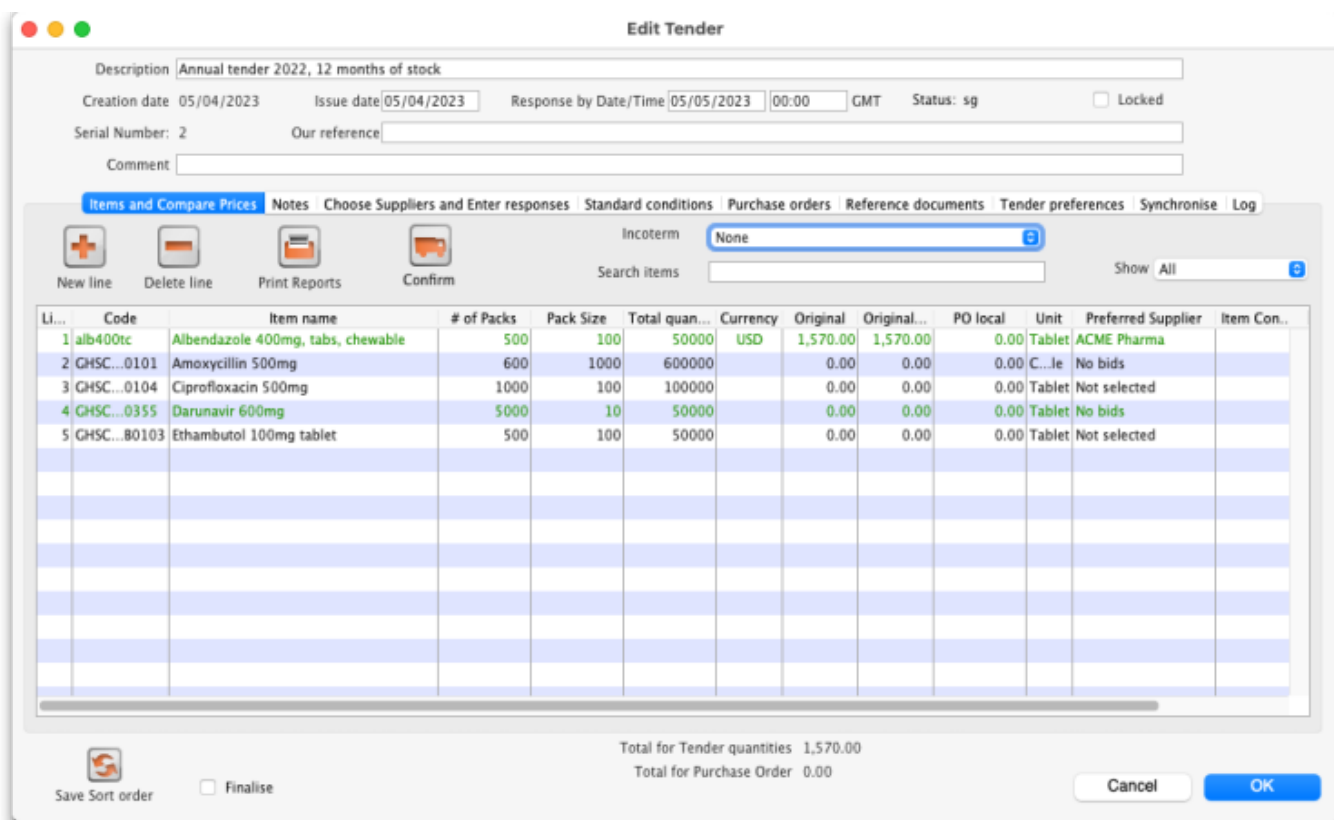 Edit Tender
Description Annual tender 2022, 12 months of stock
Creation date 05/04/2023 Issue date 05/04/2023 Response by Date/Time 05/05/2023 00:00 GMT Status: sg Locked
Serial Number: 2 Our reference
Comment
Items and Compare Prices Notes Choose Suppliers and Enter responses Standard conditions Purchase orders Reference documents Tender preferences Synchronise Log
Incoterm None
New line Delete line Print Reports Confirm Search items Show All
Li... Code Item name # of Packs Pack Size Total quan... Currency Original Original... PO local Unit Preferred Supplier Item Con..
1 alb400tc Albendazole 400mg, tabs, chewable 500 100 50000 USD 1,570.00 1,570.00 0.00 Tablet ACME Pharma
2 GHSC...0101 Amoxycillin 500mg 600 1000 600000 0.00 0.00 0.00 C...le No bids
3 GHSC...0104 Ciprofloxacin 500mg 1000 100 100000 0.00 0.00 0.00 Tablet Not selected
4 GHSC...0355 Darunavir 600mg 5000 10 50000 0.00 0.00 0.00 Tablet No bids
5 GHSC...B0103 Ethambutol 100mg tablet 500 100 50000 0.00 0.00 0.00 Tablet Not selected
Total for Tender quantities 1,570.00
Total for Purchase Order 0.00
Save Sort order Finalise Cancel OK